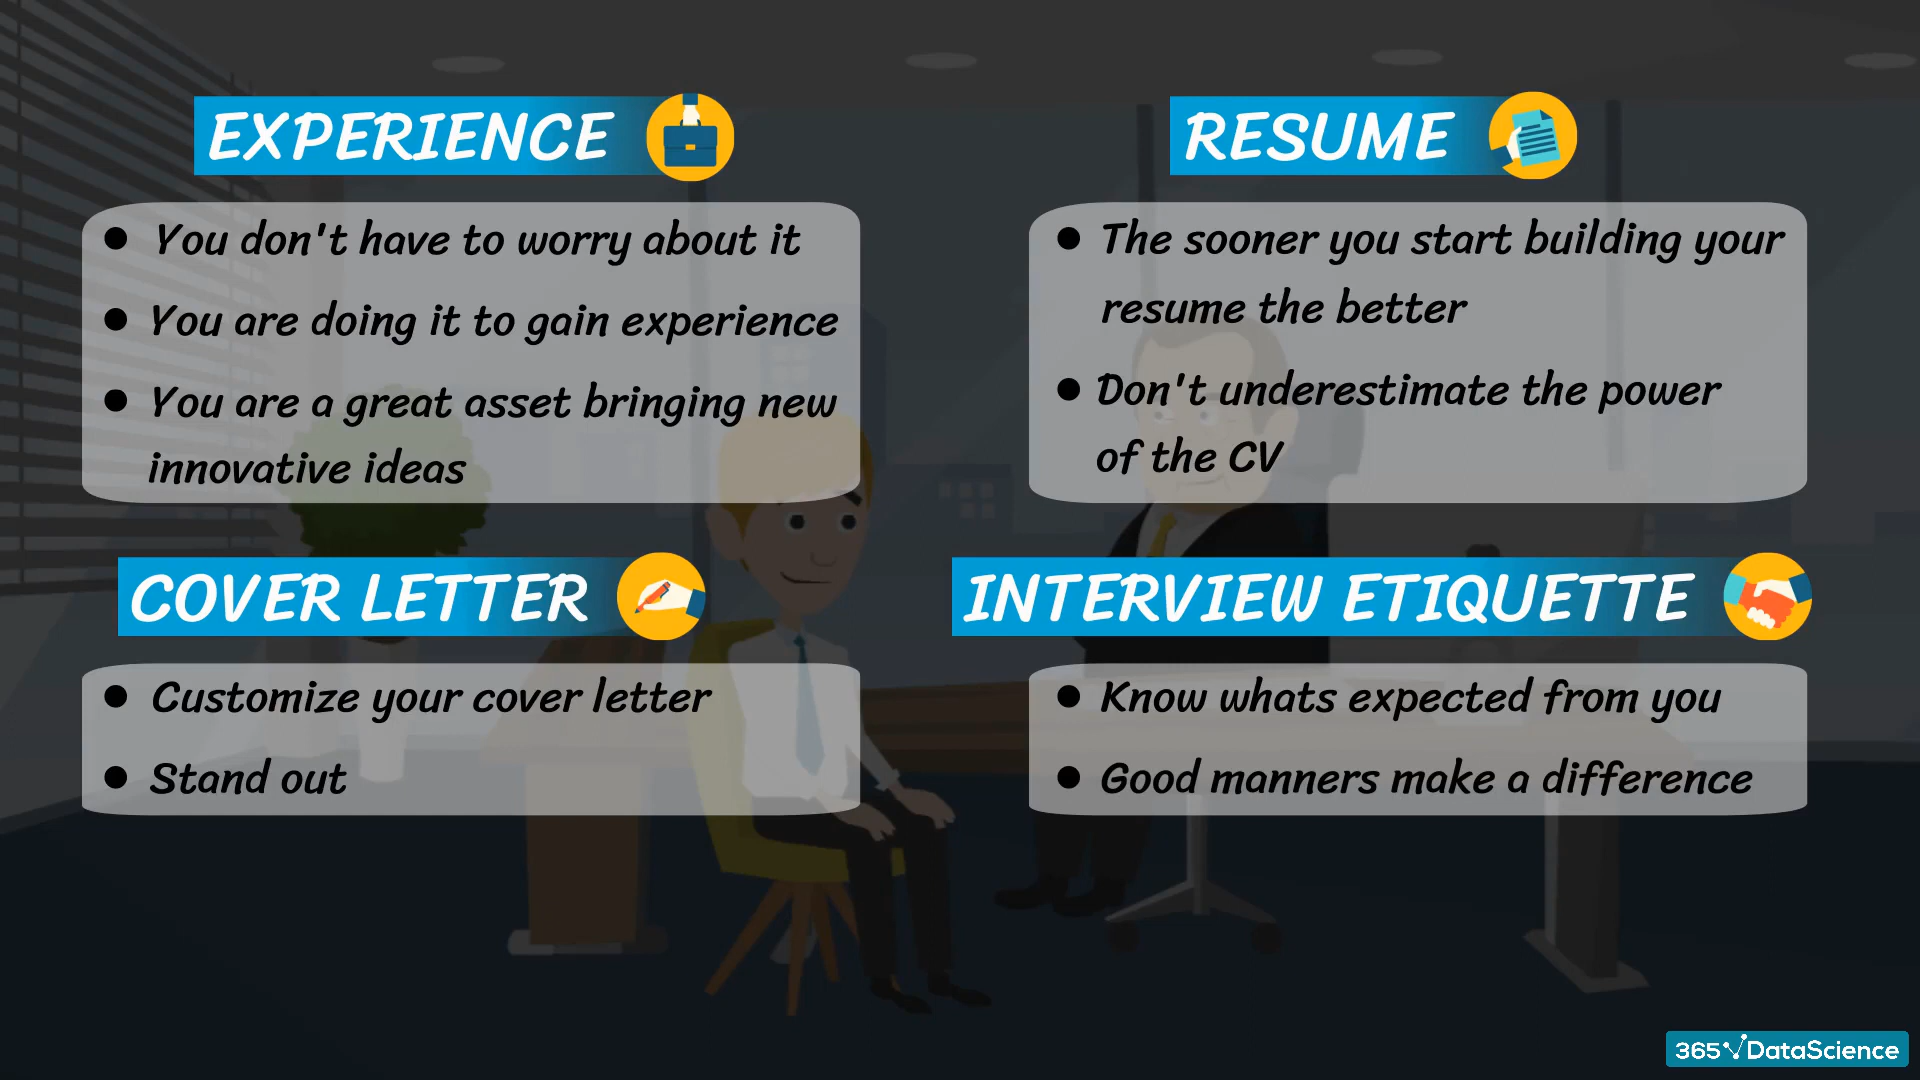 EXPERIENCE
You don't have to worry about it
You are doing it to gain experience
You are a great asset bringing new
innovative ideas
RESUME
The sooner you start building your
resume the better
Don't underestimate the power
of the CV
COVER LETTER
Customize your cover letter
Stand out
INTERVIEW ETIQUETTE
Know whats expected from you
Good manners make a difference
365 DataScience